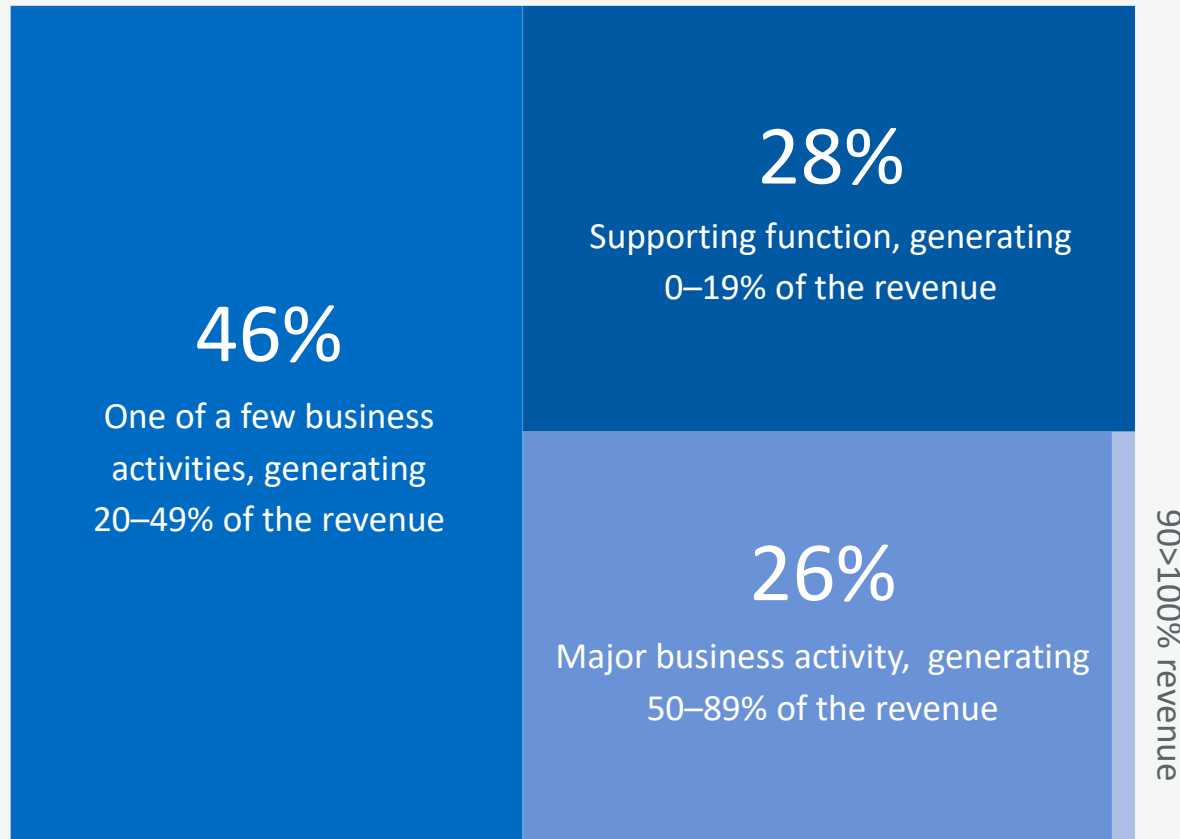 46%
One of a few business
activities, generating
20–49% of the revenue
28%
Supporting function, generating
0–19% of the revenue
26%
Major business activity,  generating
50–89% of the revenue
90>100% revenue